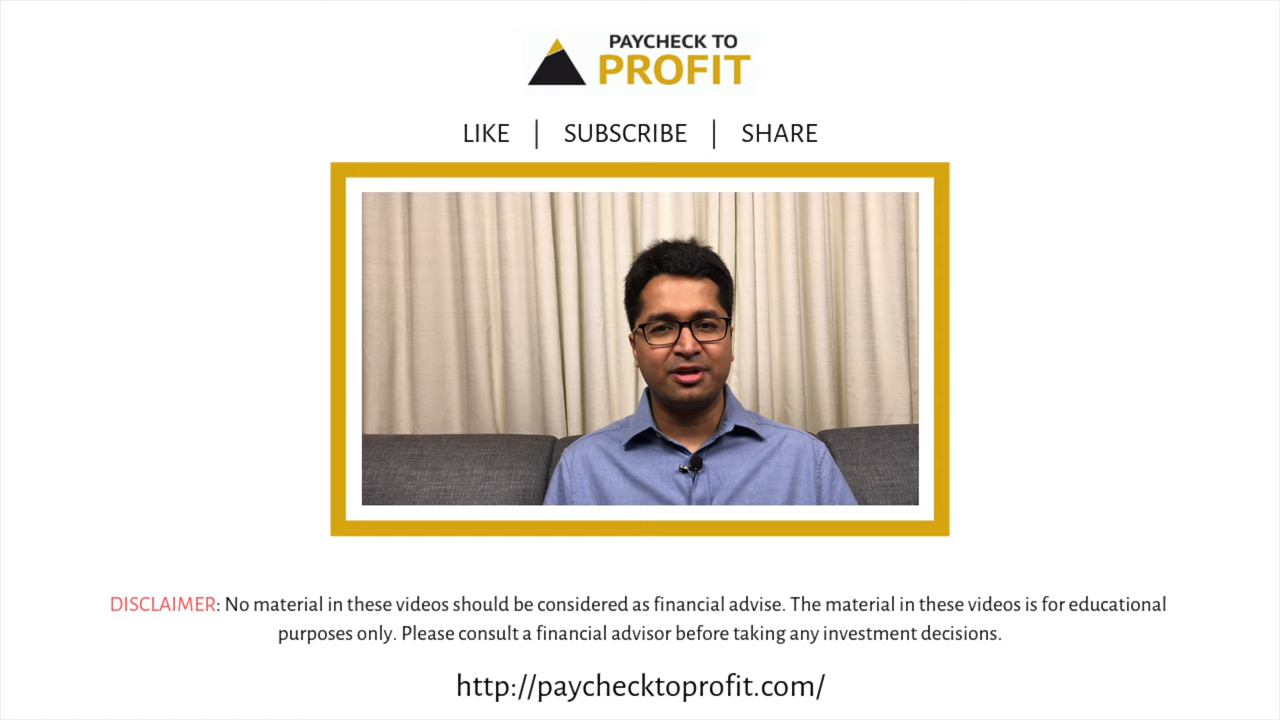 PAYCHECK TO
PROFIT
LIKE | SUBSCRIBE | SHARE
DISCLAIMER: No material in these videos should be considered as financial advise. The material in these videos is for educational
purposes only. Please consult a financial advisor before taking any investment decisions.
http://paychecktoprofit.com/